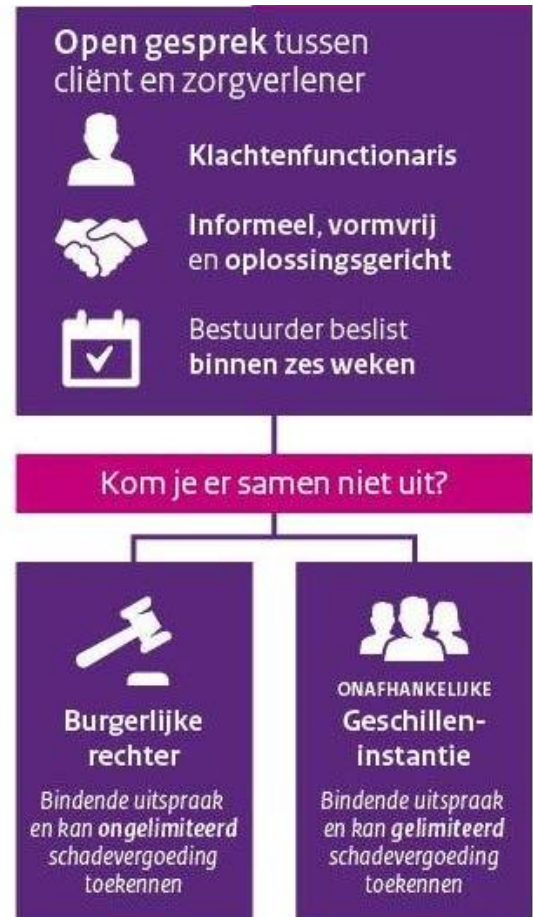 Open gesprek tussen
cliënt en zorgverlener
Klachtenfunctionaris
Informeel, vormvrij
en oplossingsgericht
Bestuurder beslist
binnen zes weken
Kom je er samen niet uit?
Burgerlijke
rechter
Bindende uitspraak
en kan ongelimiteerd
schadevergoeding
toekennen
ONAFHANKELIJKE
Geschillen-
instantie
Bindende uitspraak
en kan gelimiteerd
schadevergoeding
toekennen